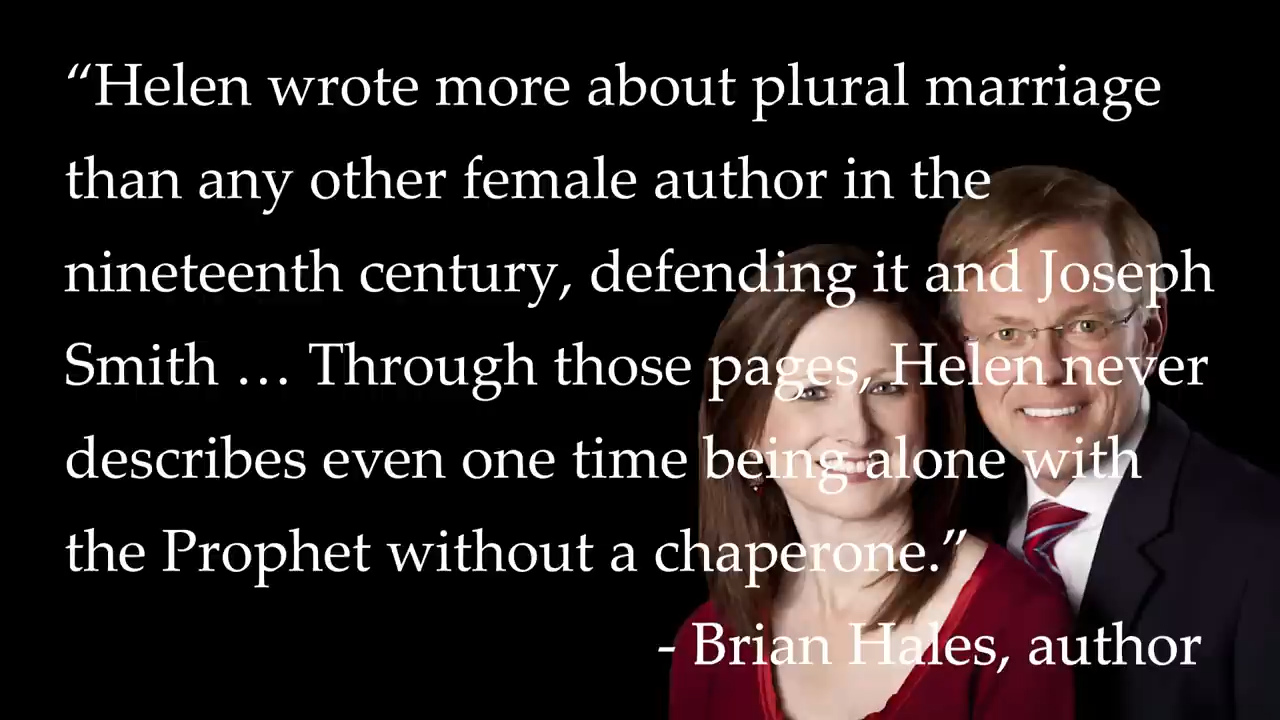 “Helen wrote more about plural marriage
than any other female author in the
nineteenth century, defending it and Joseph
Smith … Through those pages, Helen never
describes even one time being alone with
the Prophet without a chaperone.”
- Brian Hales, author